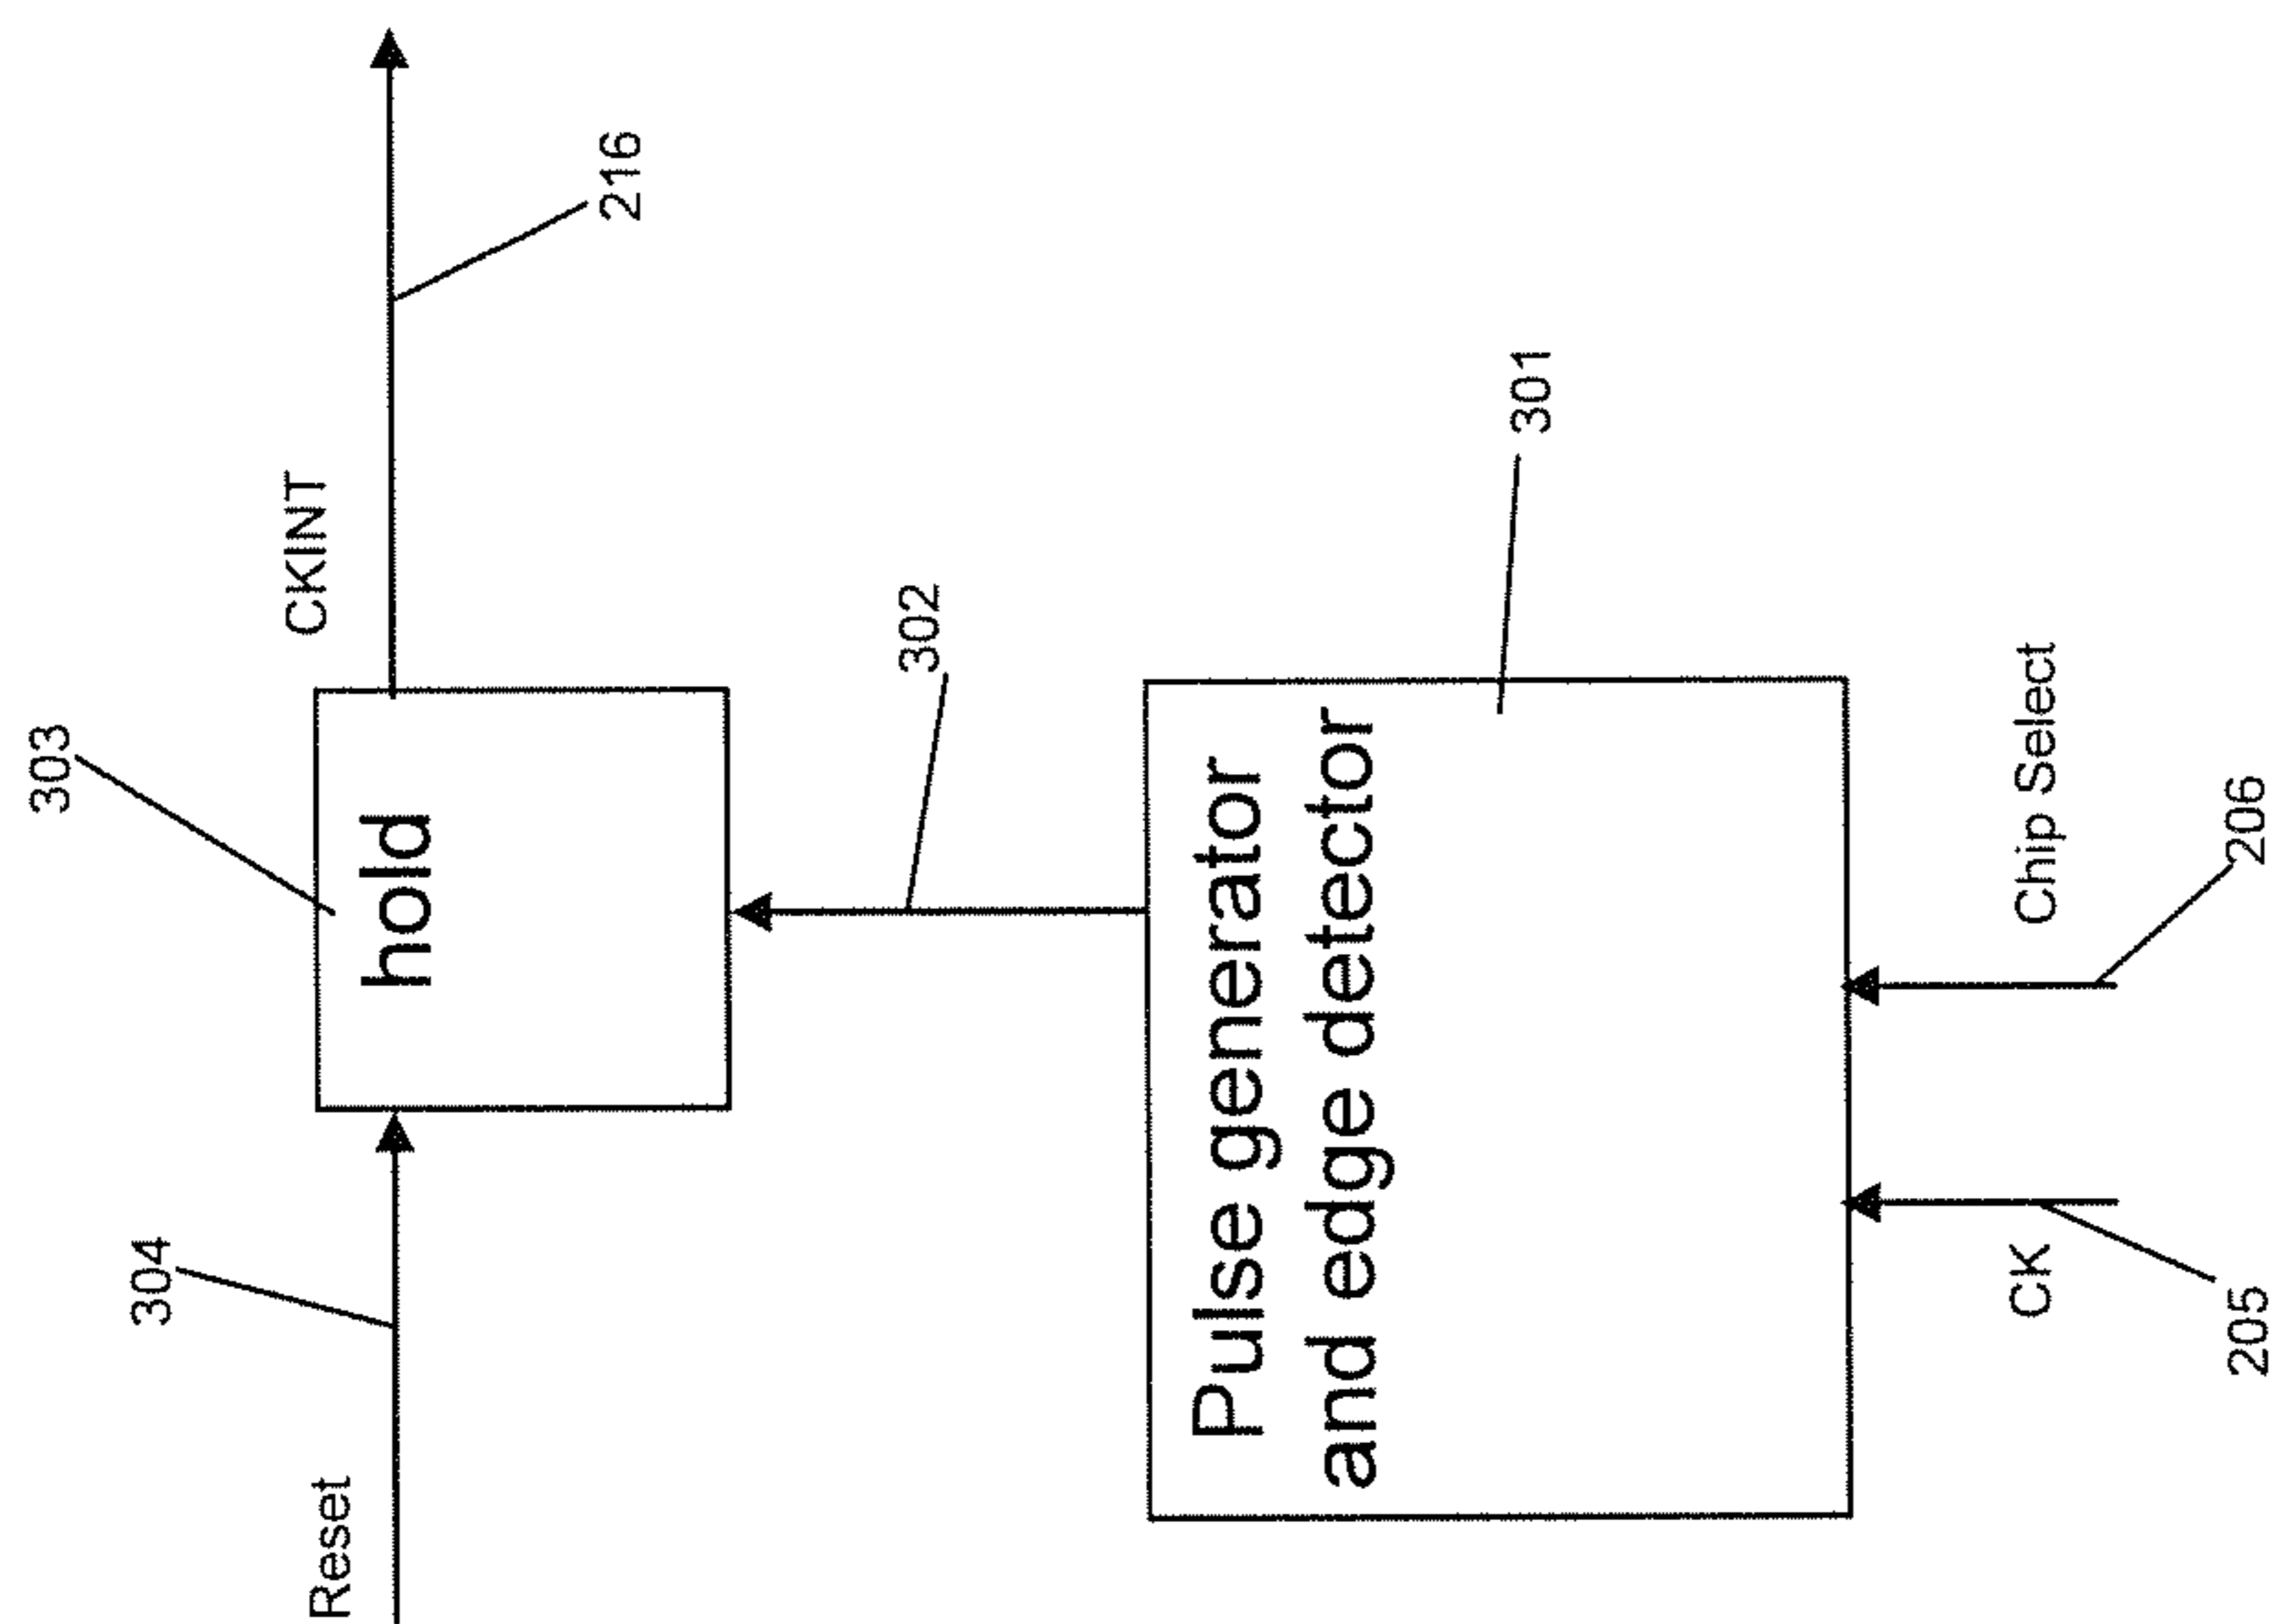 303
hold
304
Reset
CKINT
216
302
Pulse generator
and edge detector
301
CK
205
Chip Select
206